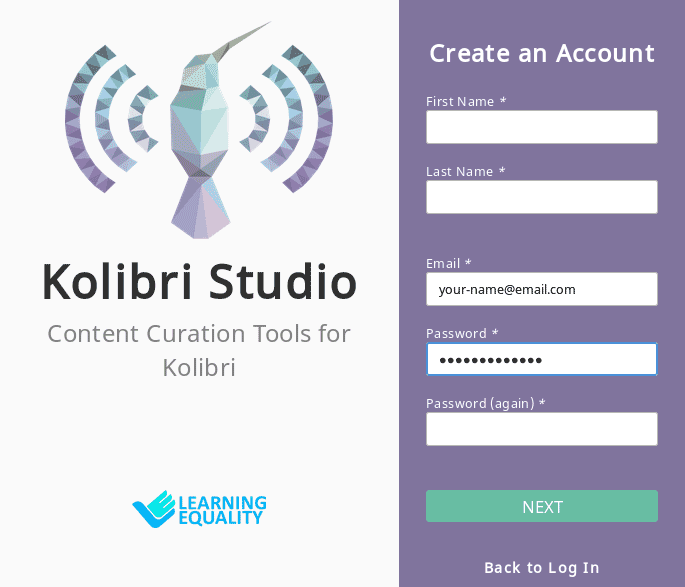 Kolibri Studio
Content Curation Tools for
Kolibri
LEARNING
EQUALITY
Create an Account
First Name *
Last Name *
Email *
your-name@email.com
Password *
•••••••••••••
Password (again) *
NEXT
Back to Log In